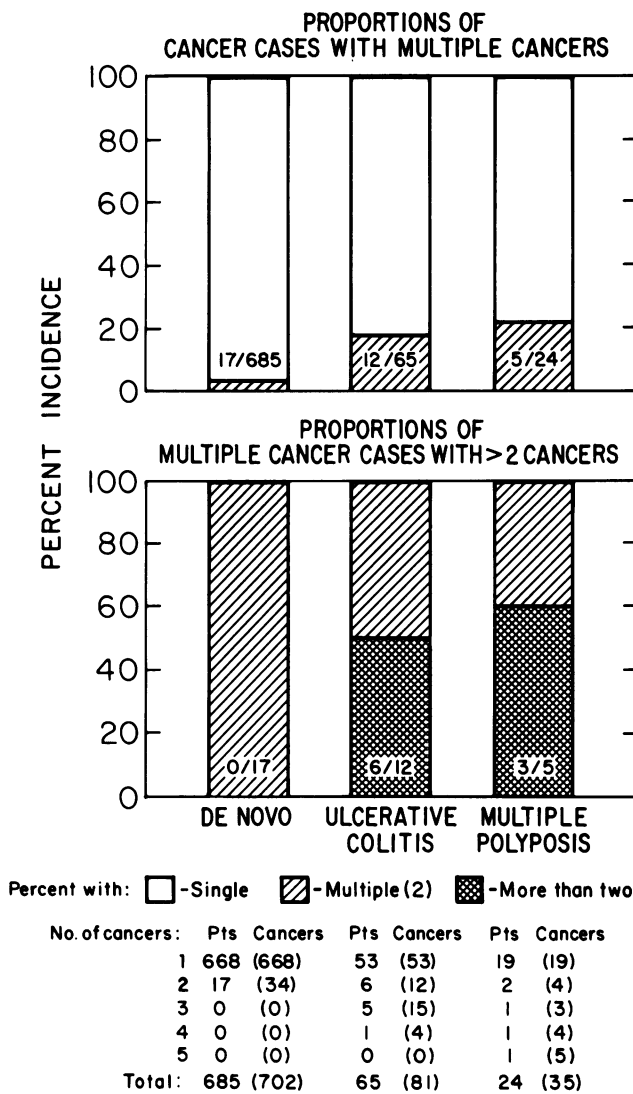 PROPORTIONS OF
CANCER CASES WITH MULTIPLE CANCERS
100
80
60
40
20
0
17/685
12/65
5/24
PERCENT INCIDENCE
PROPORTIONS OF
MULTIPLE CANCER CASES WITH > 2 CANCERS
100
80
60
40
20
0
0/17
6/12
3/5
DE NOVO
ULCERATIVE
COLITIS
MULTIPLE
POLYPOSIS
Percent with: -Single -Multiple (2) -More than two
No. of cancers: Pts Cancers Pts Cancers Pts Cancers
1 668 (668) 53 (53) 19 (19)
2 17 (34) 6 (12) 2 (4)
3 0 (0) 5 (15) 1 (3)
4 0 (0) 1 (4) 1 (4)
5 0 (0) 0 (0) 1 (5)
Total: 685 (702) 65 (81) 24 (35)